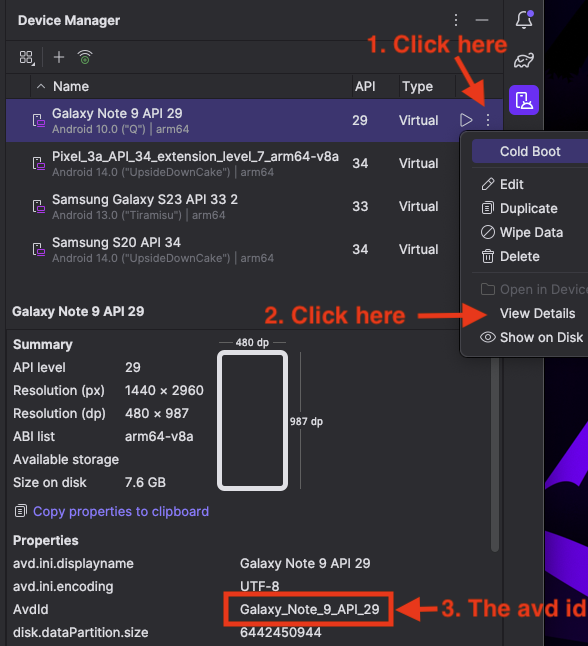 Device Manager
1. Click here
Name API Type
Galaxy Note 9 API 29 29 Virtual
Android 10.0 ("Q") | arm64
Cold Boot
Pixel_3a_API_34_extension_level_7_arm64-v8a 34 Virtual
Android 14.0 ("UpsideDownCake") | arm64
Edit
Samsung Galaxy S23 API 33 2 33 Virtual
Android 13.0 ("Tiramisu") | arm64
Duplicate
Wipe Data
Samsung S20 API 34 34 Virtual
Android 14.0 ("UpsideDownCake") | arm64
Delete
Open in Device
Galaxy Note 9 API 29
2. Click here
View Details
Show on Disk
Summary
480 dp
API level 29
Resolution (px) 1440 × 2960
Resolution (dp) 480 × 987
987 dp
ABI list arm64-v8a
Available storage
Size on disk 7.6 GB
Copy properties to clipboard
Properties
avd.ini.displayname Galaxy Note 9 API 29
avd.ini.encoding UTF-8
AvdId Galaxy_Note_9_API_29
3. The avd id
disk.dataPartition.size 6442450944